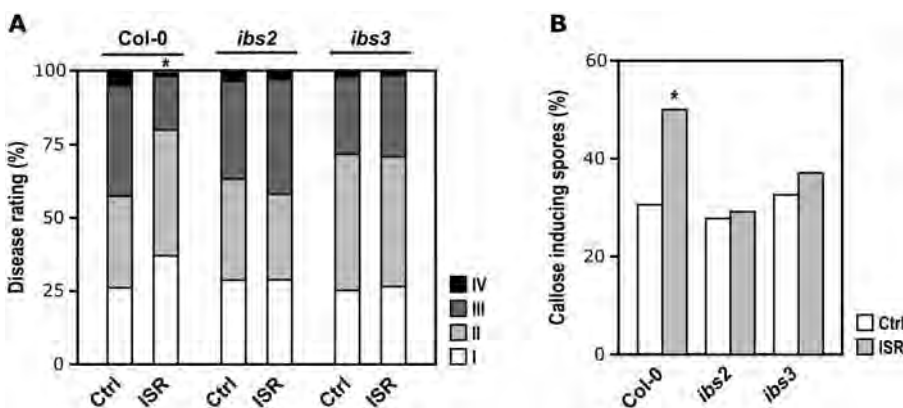 A
Col-0
ibs2
ibs3
*
100
75
50
25
0
Disease rating (%)
Ctrl
ISR
Ctrl
ISR
Ctrl
ISR
IV
III
II
I
B
60
40
20
0
Callose inducing spores (%)
*
Col-0
ibs2
ibs3
Ctrl
ISR